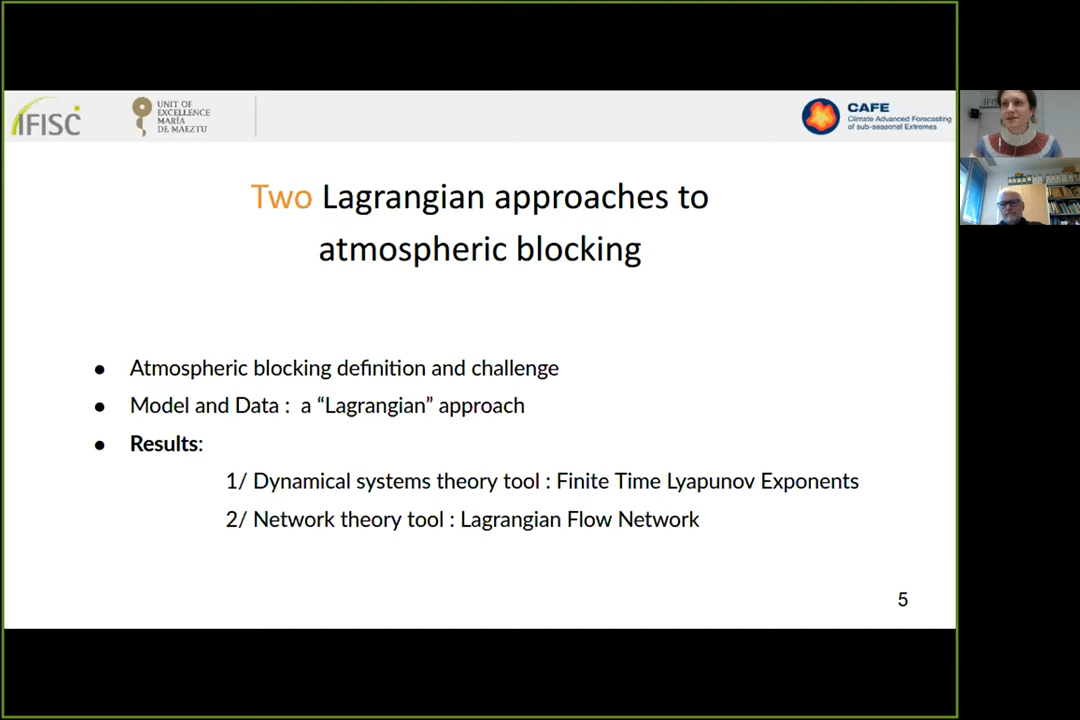 IFISC
UNIT OF
EXCELLENCE
MARÍA
DE MAEZTU
CAFE
Climate Advanced Forecasting
of sub-seasonal Extremes
IFIS
Two Lagrangian approaches to
atmospheric blocking
● Atmospheric blocking definition and challenge
● Model and Data : a “Lagrangian” approach
● Results:
1/ Dynamical systems theory tool : Finite Time Lyapunov Exponents
2/ Network theory tool : Lagrangian Flow Network
5